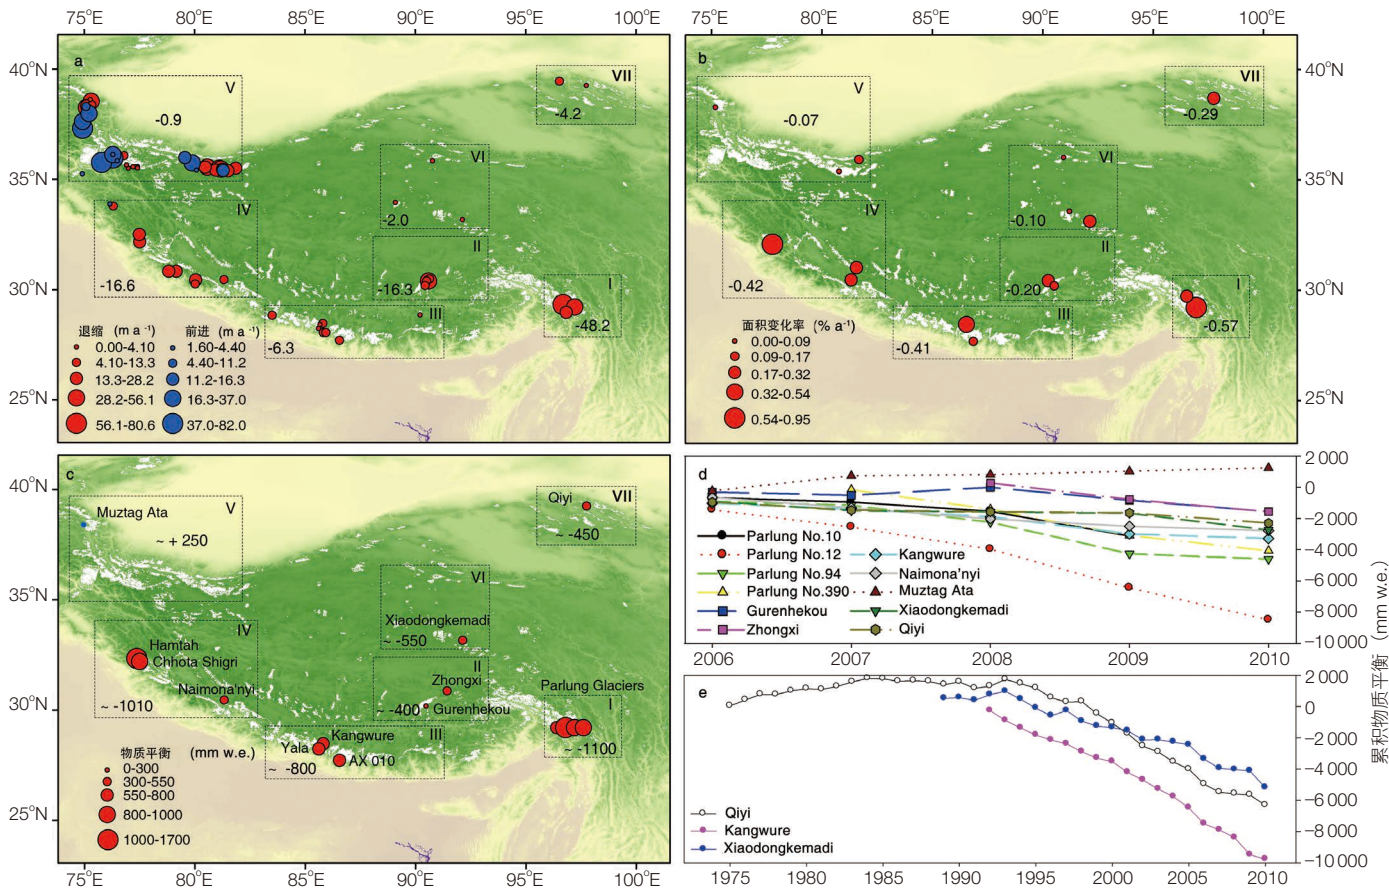 75°E 80°E 85°E 90°E 95°E 100°E
75°E 80°E 85°E 90°E 95°E 100°E
40°N
35°N
30°N
25°N
a
V
-0.9
VII
-4.2
VI
-2.0
IV
-16.6
II
-16.3
III
-6.3
I
-48.2
退缩 (m a⁻¹) 前进 (m a⁻¹)
0.00-4.10 1.60-4.40
4.10-13.3 4.40-11.2
13.3-28.2 11.2-16.3
28.2-56.1 16.3-37.0
56.1-80.6 37.0-82.0
b
V
-0.07
VII
-0.29
VI
-0.10
IV
-0.42
II
-0.20
III
-0.41
I
-0.57
面积变化率 (% a⁻¹)
0.00-0.09
0.09-0.17
0.17-0.32
0.32-0.54
0.54-0.95
40°N
35°N
30°N
25°N
c
40°N
35°N
30°N
25°N
Muztag Ata
V
~ + 250
Qiyi
VII
~ -450
VI
Xiaodongkemadi
~ -550
IV
Hamtah
Chhota Shigri
Naimona'nyi
~ -1010
II
Zhongxi
~ -400 Gurenhekou
Parlung Glaciers
I
~ -1100
Kangwure III
Yala
~ -800 AX 010
物质平衡 (mm w.e.)
0-300
300-550
550-800
800-1000
1000-1700
75°E 80°E 85°E 90°E 95°E 100°E
d
2 000
0
−2 000
−4 000
−6 000
−8 000
−10 000
Parlung No.10
Parlung No.12 Kangwure
Parlung No.94 Naimona'nyi
Parlung No.390 Muztag Ata
Gurenhekou Xiaodongkemadi
Zhongxi Qiyi
2006 2007 2008 2009 2010
e
2 000
0
−2 000
−4 000
−6 000
−8 000
−10 000
Qiyi
Kangwure
Xiaodongkemadi
1975 1980 1985 1990 1995 2000 2005 2010
累积物质平衡 (mm w.e.)